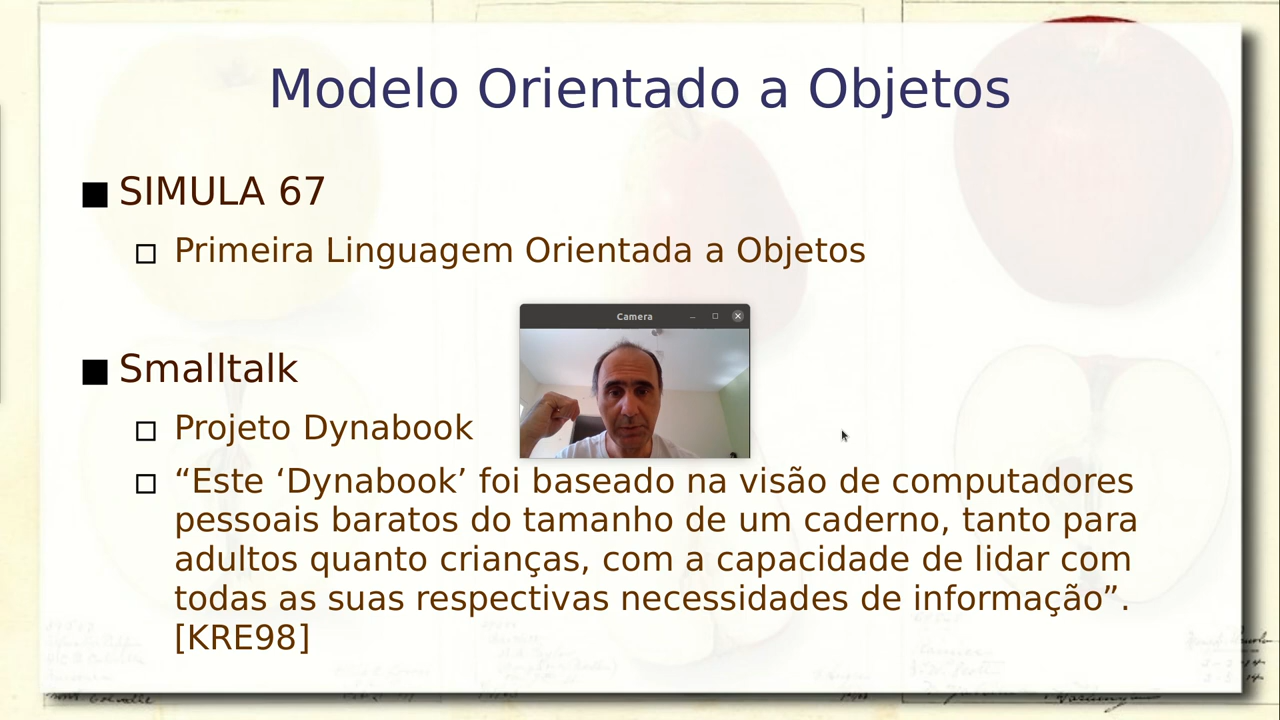 Modelo Orientado a Objetos
SIMULA 67
Primeira Linguagem Orientada a Objetos
Camera
Smalltalk
Projeto Dynabook
“Este ‘Dynabook’ foi baseado na visão de computadores
pessoais baratos do tamanho de um caderno, tanto para
adultos quanto crianças, com a capacidade de lidar com
todas as suas respectivas necessidades de informação”.
[KRE98]